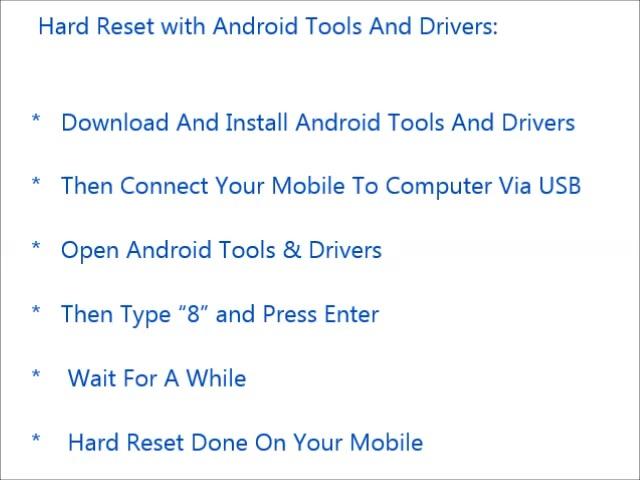 Hard Reset with Android Tools And Drivers:
* Download And Install Android Tools And Drivers
* Then Connect Your Mobile To Computer Via USB
* Open Android Tools & Drivers
* Then Type “8” and Press Enter
* Wait For A While
* Hard Reset Done On Your Mobile